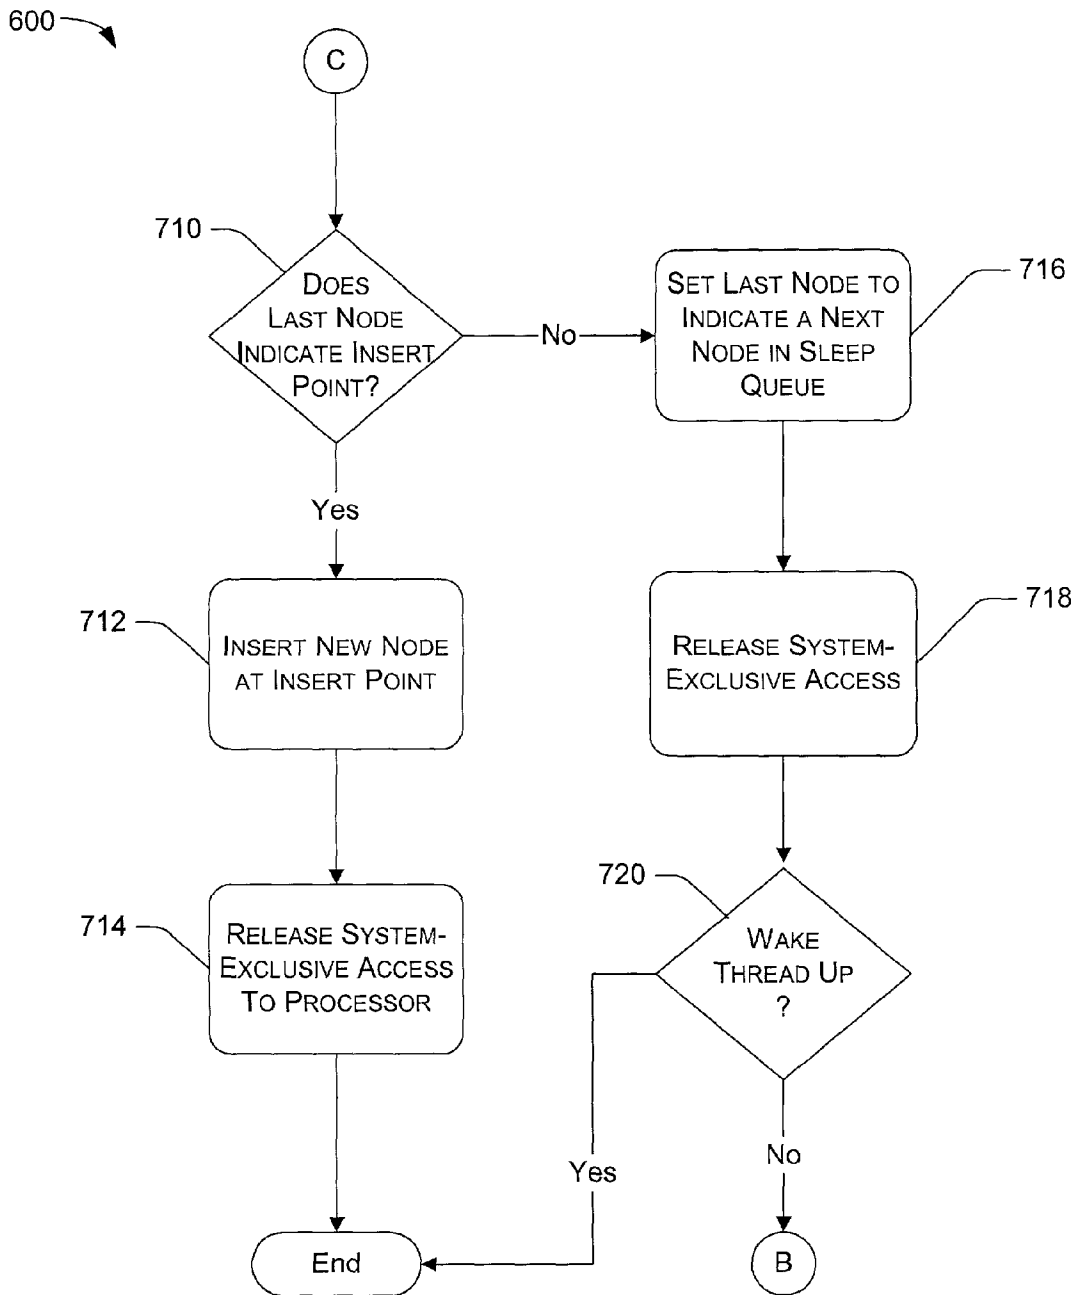 600
C
710
DOES
LAST NODE
INDICATE INSERT
POINT?
No
SET LAST NODE TO
INDICATE A NEXT
NODE IN SLEEP
QUEUE
716
Yes
712
INSERT NEW NODE
AT INSERT POINT
RELEASE SYSTEM-
EXCLUSIVE ACCESS
718
714
RELEASE SYSTEM-
EXCLUSIVE ACCESS
TO PROCESSOR
720
WAKE
THREAD UP
?
Yes
No
End
B